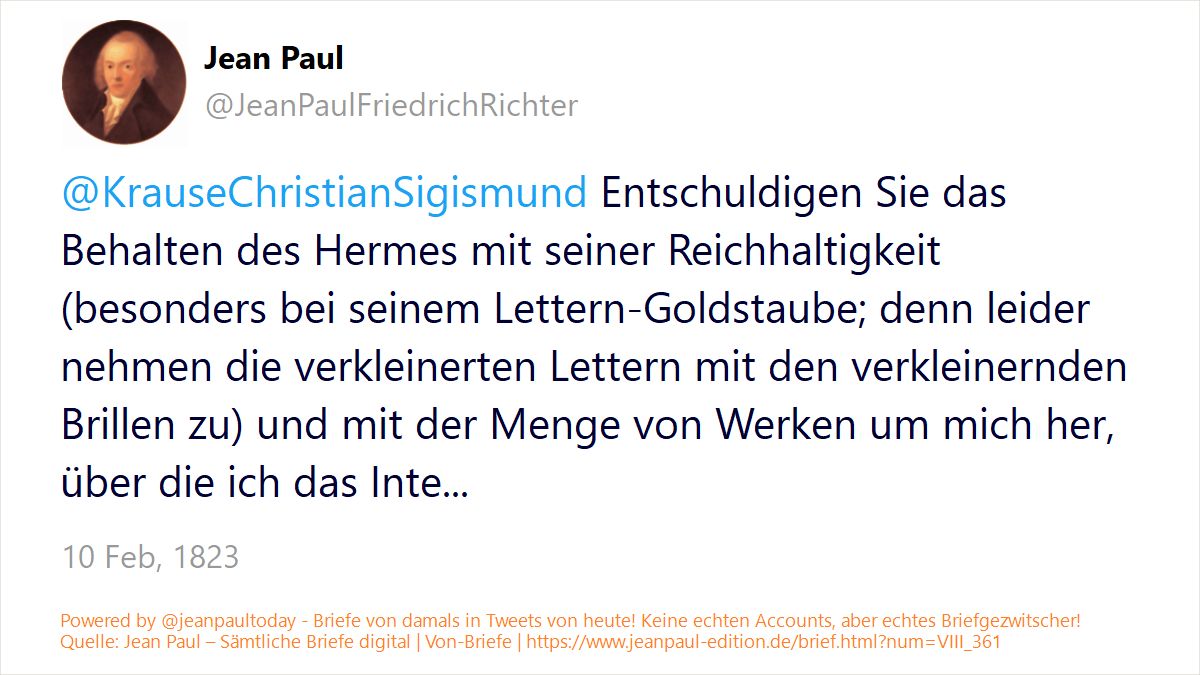 Jean Paul
@JeanPaulFriedrichRichter
@KrauseChristianSigismund Entschuldigen Sie das
Behalten des Hermes mit seiner Reichhaltigkeit
(besonders bei seinem Lettern-Goldstaube; denn leider
nehmen die verkleinerten Lettern mit den verkleinernden
Brillen zu) und mit der Menge von Werken um mich her,
über die ich das Inte...
10 Feb, 1823
Powered by @jeanpaultoday - Briefe von damals in Tweets von heute! Keine echten Accounts, aber echtes Briefgezwitscher!
Quelle: Jean Paul – Sämtliche Briefe digital | Von-Briefe | https://www.jeanpaul-edition.de/brief.html?num=VIII_361